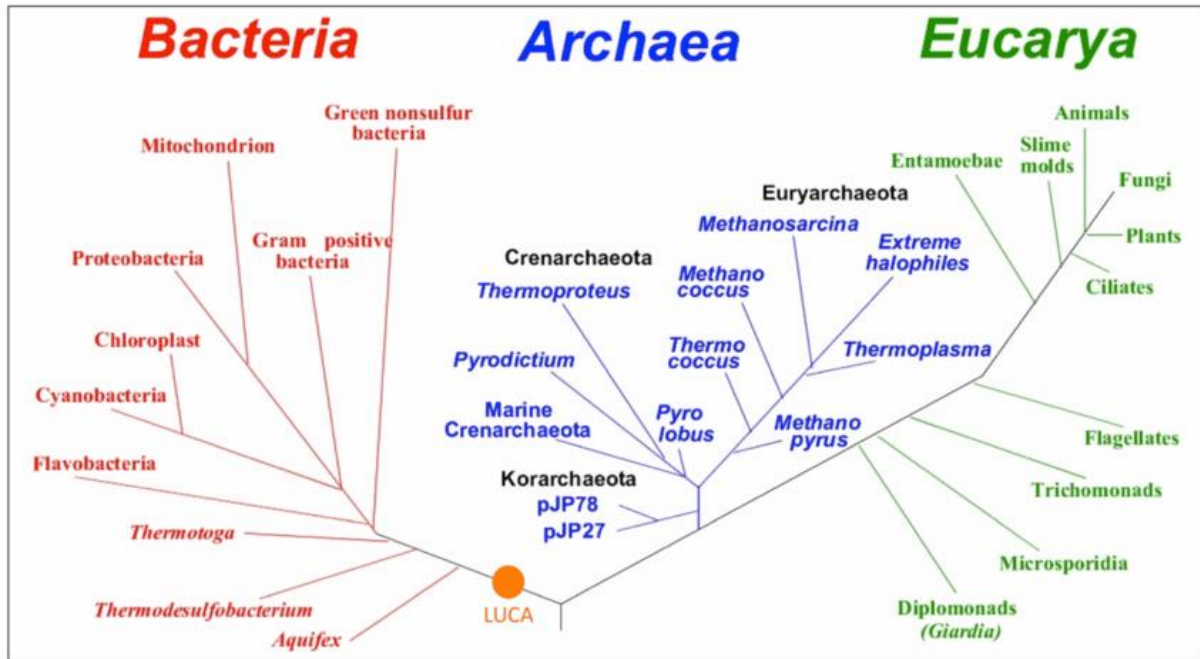 Bacteria
Archaea
Eucarya
Green nonsulfur
bacteria
Mitochondrion
Gram positive
bacteria
Proteobacteria
Chloroplast
Cyanobacteria
Flavobacteria
Thermotoga
Thermodesulfobacterium
Aquifex
LUCA
Crenarchaeota
Thermoproteus
Pyrodictium
Marine
Crenarchaeota
Pyro
lobus
Korarchaeota
pJP78
pJP27
Euryarchaeota
Methanosarcina
Methano
coccus
Thermo
coccus
Extreme
halophiles
Thermoplasma
Methano
pyrus
Animals
Slime
molds
Entamoebae
Fungi
Plants
Ciliates
Flagellates
Trichomonads
Microsporidia
Diplomonads
(Giardia)